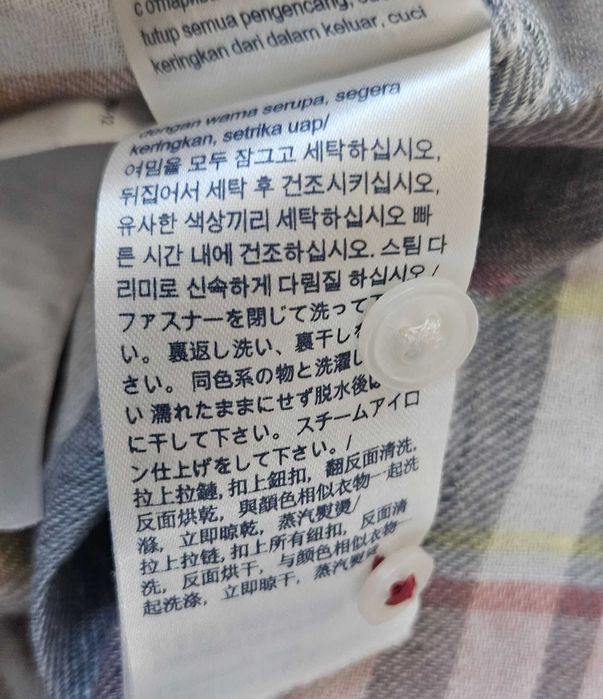 с отпарив
tutup semua pengencang,
keringkan dari dalam keluar, cuci
dengan warna serupa, segera
keringkan, setrika uap/
여밈을 모두 잠그고 세탁하십시오,
뒤집어서 세탁 후 건조시키십시오,
유사한 색상끼리 세탁하십시오 빠
른 시간 내에 건조하십시오. 스팀 다
리미로 신속하게 다림질 하십시오 /
ファスナーを閉じて洗って下
い。裏返し洗い、裏干し
さい。同色系の物と洗濯し
い 濡れたままにせず脱水後は
に干して下さい。スチームアイロ
ン仕上げをして下さい。/
拉上拉鏈, 扣上鈕扣, 翻反面清洗,
反面烘乾, 與顏色相似衣物一起洗
滌, 立即晾乾, 蒸汽熨燙/
拉上拉链, 扣上所有纽扣, 反面清
洗, 反面烘干, 与颜色相似衣物一
起洗涤, 立即晾干, 蒸汽熨